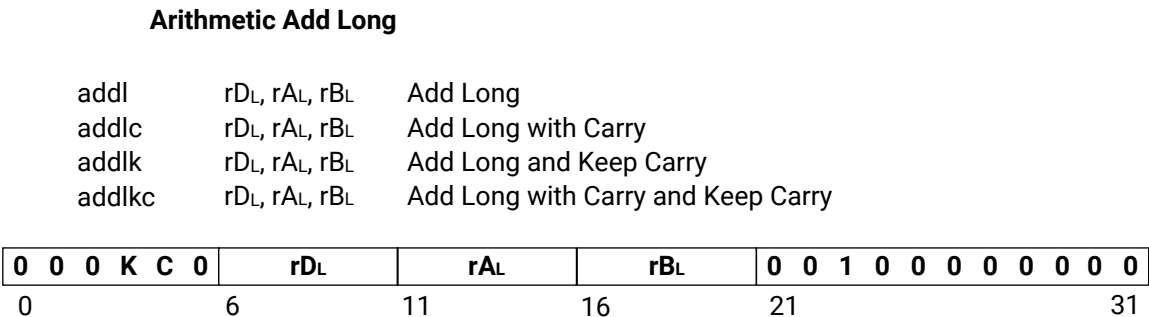 Arithmetic Add Long
addl rDL, rAL, rBL Add Long
addlc rDL, rAL, rBL Add Long with Carry
addlk rDL, rAL, rBL Add Long and Keep Carry
addlkc rDL, rAL, rBL Add Long with Carry and Keep Carry
0 0 0 K C 0 rDL rAL rBL 0 0 1 0 0 0 0 0 0 0 0
0 6 11 16 21 31